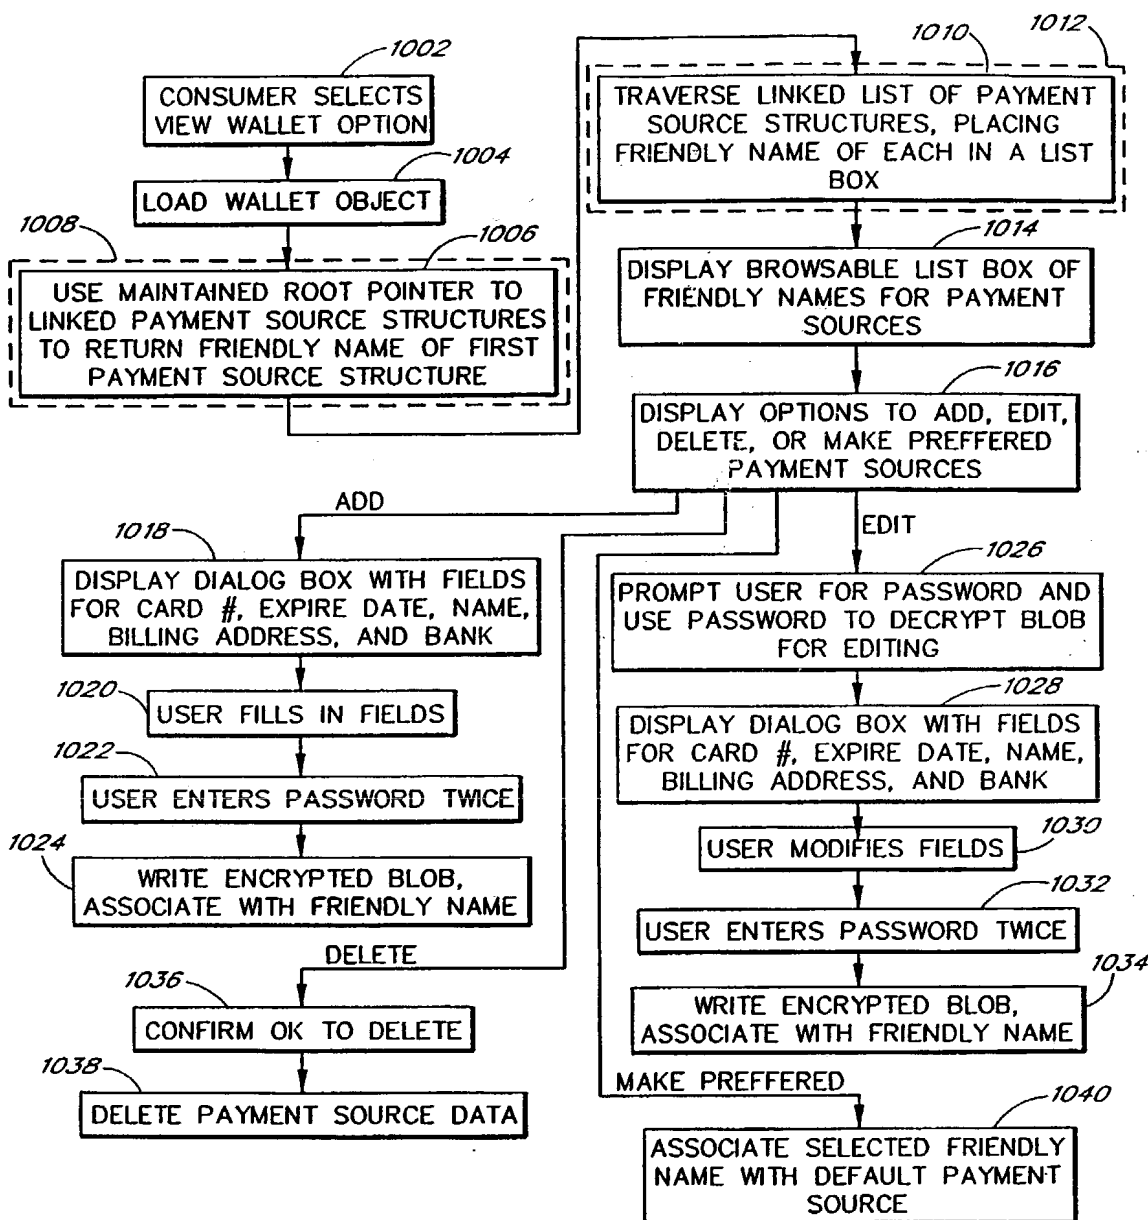 1002
CONSUMER SELECTS
VIEW WALLET OPTION
1004
LOAD WALLET OBJECT
1008
1006
USE MAINTAINED ROOT POINTER TO
LINKED PAYMENT SOURCE STRUCTURES
TO RETURN FRIENDLY NAME OF FIRST
PAYMENT SOURCE STRUCTURE
1010
1012
TRAVERSE LINKED LIST OF PAYMENT
SOURCE STRUCTURES, PLACING
FRIENDLY NAME OF EACH IN A LIST
BOX
1014
DISPLAY BROWSABLE LIST BOX OF
FRIENDLY NAMES FOR PAYMENT
SOURCES
1016
DISPLAY OPTIONS TO ADD, EDIT,
DELETE, OR MAKE PREFFERED
PAYMENT SOURCES
ADD
1018
DISPLAY DIALOG BOX WITH FIELDS
FOR CARD #, EXPIRE DATE, NAME,
BILLING ADDRESS, AND BANK
1020
USER FILLS IN FIELDS
1022
USER ENTERS PASSWORD TWICE
1024
WRITE ENCRYPTED BLOB,
ASSOCIATE WITH FRIENDLY NAME
EDIT
1026
PROMPT USER FOR PASSWORD AND
USE PASSWORD TO DECRYPT BLOB
FOR EDITING
1028
DISPLAY DIALOG BOX WITH FIELDS
FOR CARD #, EXPIRE DATE, NAME,
BILLING ADDRESS, AND BANK
1030
USER MODIFIES FIELDS
1032
USER ENTERS PASSWORD TWICE
1034
WRITE ENCRYPTED BLOB,
ASSOCIATE WITH FRIENDLY NAME
DELETE
1036
CONFIRM OK TO DELETE
1038
DELETE PAYMENT SOURCE DATA
MAKE PREFFERED
1040
ASSOCIATE SELECTED FRIENDLY
NAME WITH DEFAULT PAYMENT
SOURCE